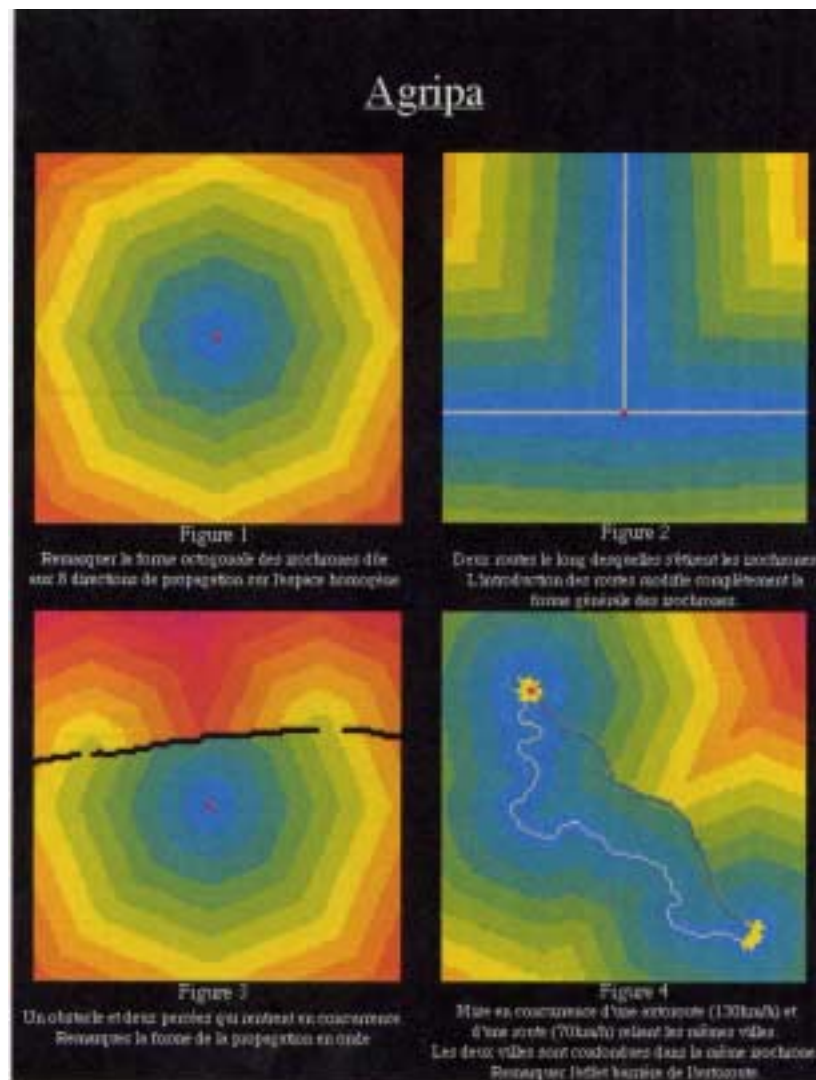 Agripa
Figure 1
Remarquer la forme octogonale des isochrones dûe
aux 8 directions de propagation sur l'espace homogène
Figure 2
Deux routes le long desquelles s'étirent les isochrones
L'introduction des routes modifie complètement la
forme générale des isochrones.
Figure 3
Un obstacle et deux percées qui rentrent en concurrence
Remarquer la forme de la propagation en onde
Figure 4
Mise en concurrence d'une autoroute (130km/h) et
d'une route (70km/h) reliant les mêmes villes.
Les deux villes sont confondues dans la même isochrone
Remarquer l'effet barrière de l'autoroute